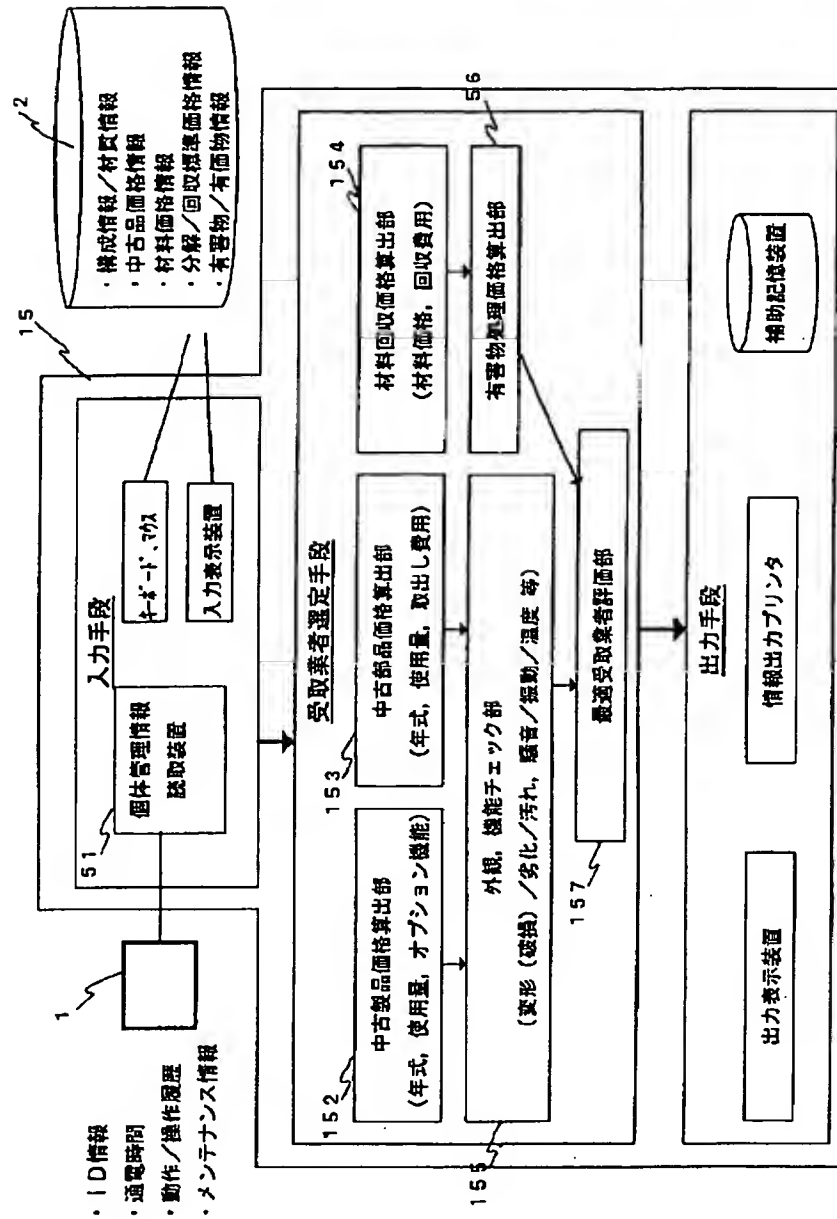 1
・ID情報
・通電時間
・動作／操作履歴
・メンテナンス情報
2
・構成情報／材質情報
・中古品価格情報
・材料価格情報
・分解／回収標準価格情報
・有害物／有価物情報
15
入力手段
51
個体管理情報
読取装置
キーボード、マウス
入力表示装置
受取業者選定手段
152
中古製品価格算出部
(年式, 使用量, オプション機能)
153
中古部品価格算出部
(年式, 使用量, 取出し費用)
154
材料回収価格算出部
(材料価格, 回収費用)
155
外観, 機能チェック部
(変形(破損)／劣化／汚れ, 騒音／振動／温度 等)
56
有害物処理価格算出部
157
最適受取業者評価部
出力手段
出力表示装置
情報出力プリンタ
補助記憶装置